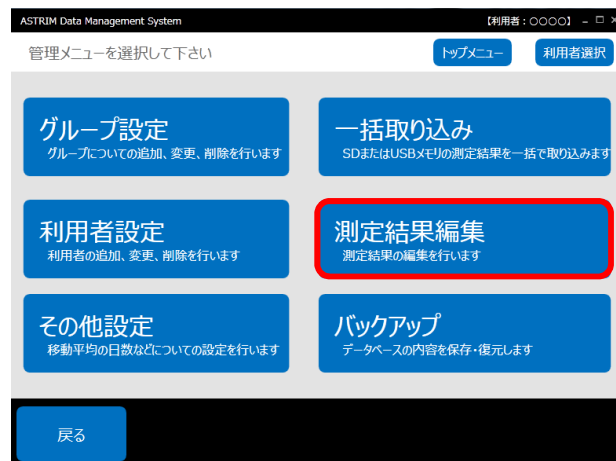 ASTRIM Data Management System 【利用者：〇〇〇〇】
管理メニューを選択して下さい トップメニュー 利用者選択
グループ設定
グループについての追加、変更、削除を行います
一括取り込み
SDまたはUSBメモリの測定結果を一括で取り込みます
利用者設定
利用者の追加、変更、削除を行います
測定結果編集
測定結果の編集を行います
その他設定
移動平均の日数などについての設定を行います
バックアップ
データベースの内容を保存・復元します
戻る